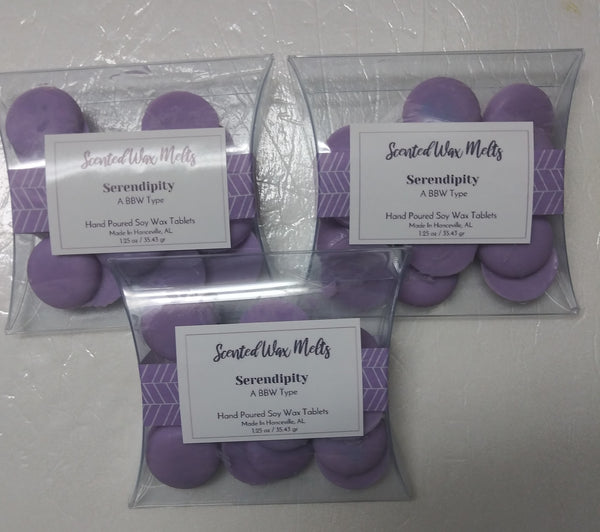 Scented Wax Melts
Serendipity
A BBW Type
Hand Poured Soy Wax Tablets
Made In Hanceville, AL
1.25 oz / 35.43 gr
Scented Wax Melts
Serendipity
A BBW Type
Hand Poured Soy Wax Tablets
Made In Hanceville, AL
1.25 oz / 35.43 gr
Scented Wax Melts
Serendipity
A BBW Type
Hand Poured Soy Wax Tablets
Made In Hanceville, AL
1.25 oz / 35.43 gr